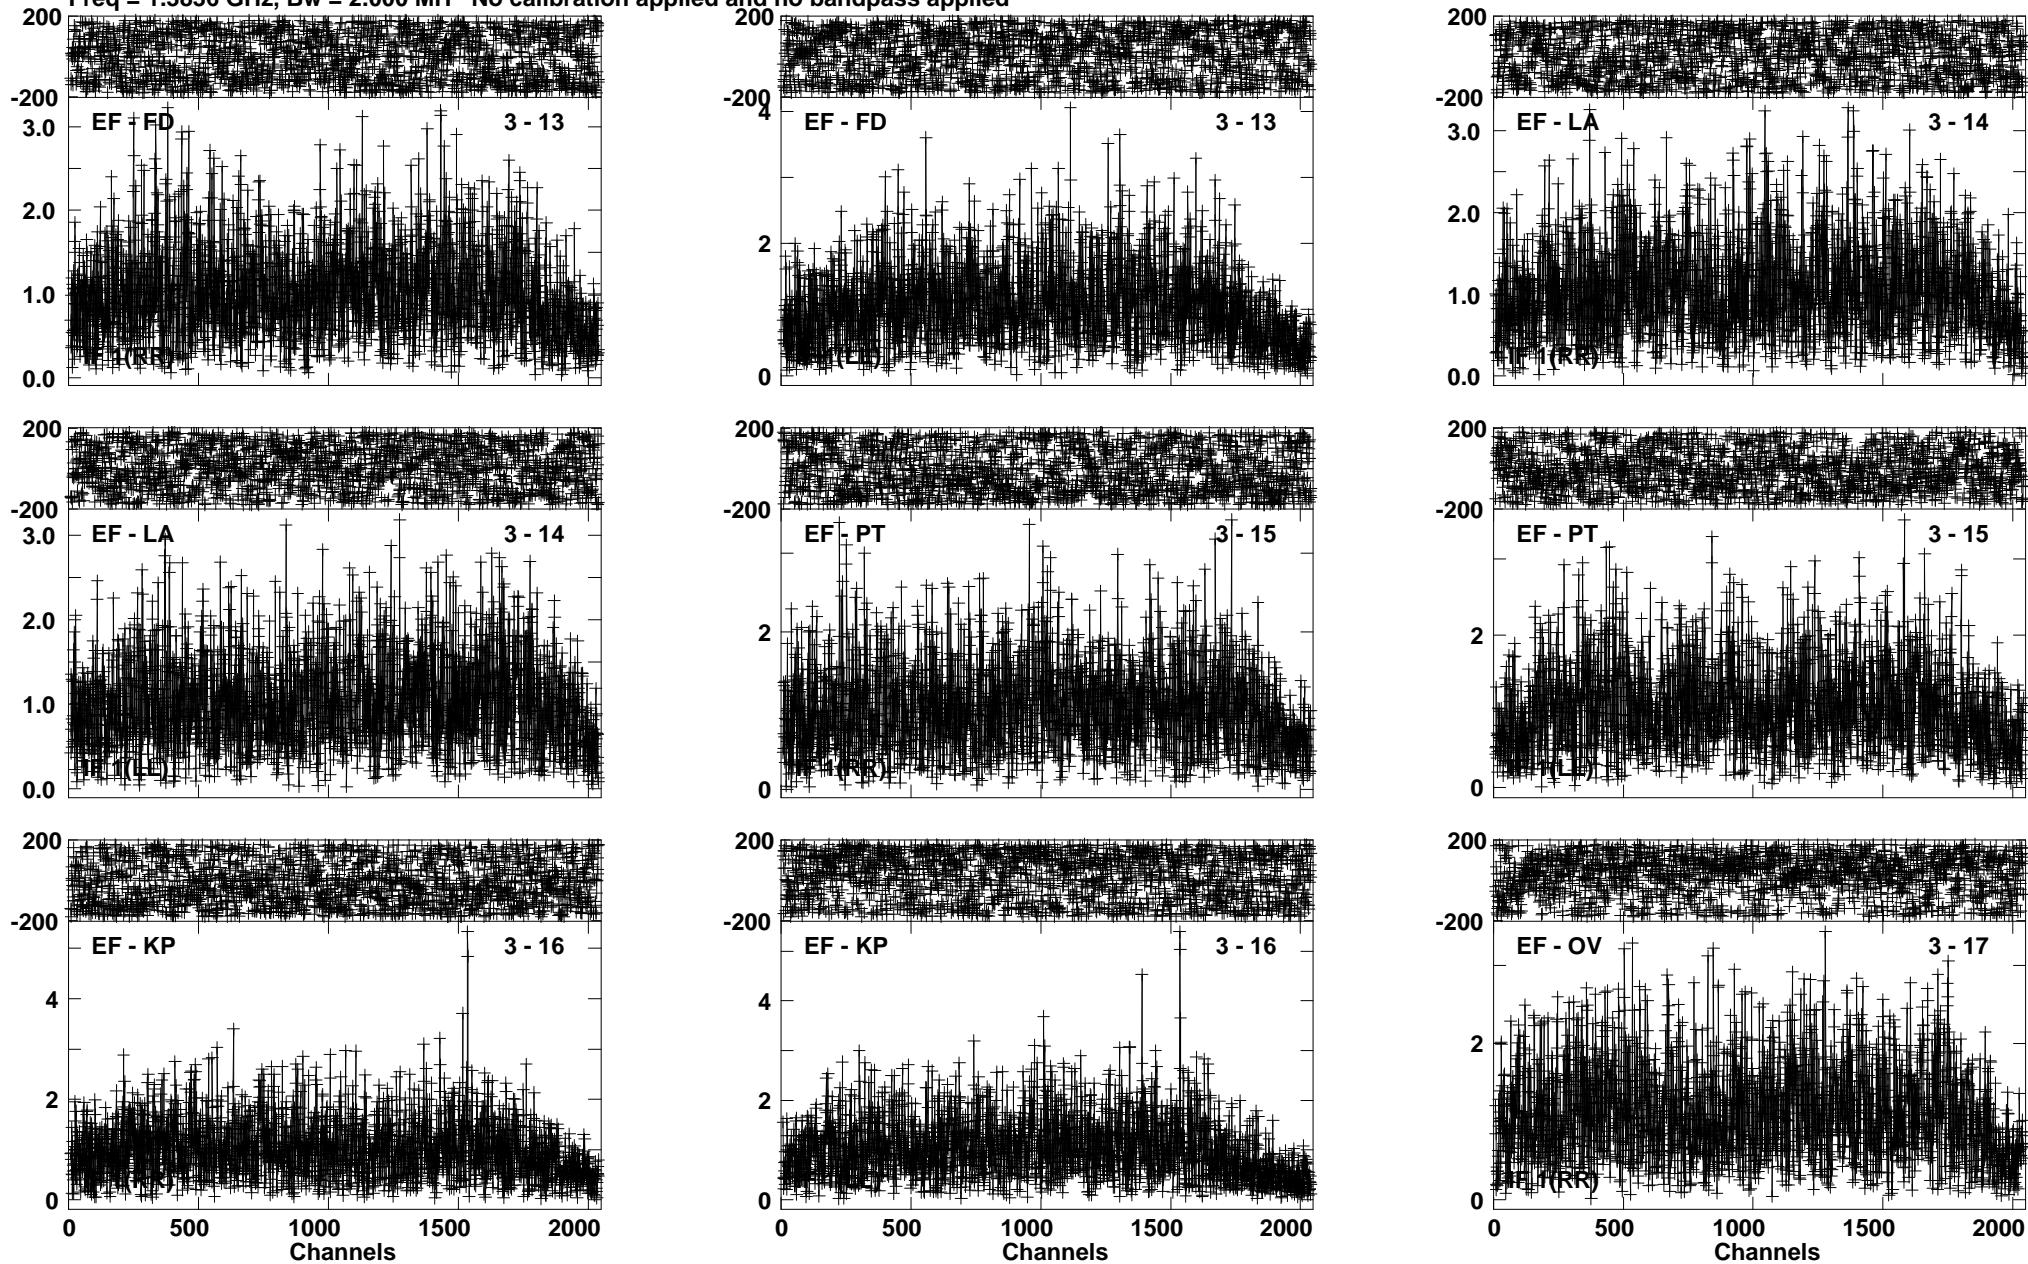 Freq = 1.3836 GHz, Bw = 2.000 MH No calibration applied and no bandpass applied
200
-200
EF - FD
3 - 13
3.0
2.0
1.0
0.0
IF 1(RR)
200
-200
EF - FD
3 - 13
4
2
0
1(LL)
200
-200
EF - LA
3 - 14
3.0
2.0
1.0
0.0
IF 1(RR)
200
-200
EF - LA
3 - 14
3.0
2.0
1.0
0.0
IF 1(LL)
200
-200
EF - PT
3 - 15
2
0
IF 1(RR)
200
-200
EF - PT
3 - 15
2
0
IF 1(LL)
200
-200
EF - KP
3 - 16
4
2
0
(RR)
0 500 1000 1500 2000
Channels
200
-200
EF - KP
3 - 16
4
2
0
(LL)
0 500 1000 1500 2000
Channels
200
-200
EF - OV
3 - 17
2
0
IF 1(RR)
0 500 1000 1500 2000
Channels